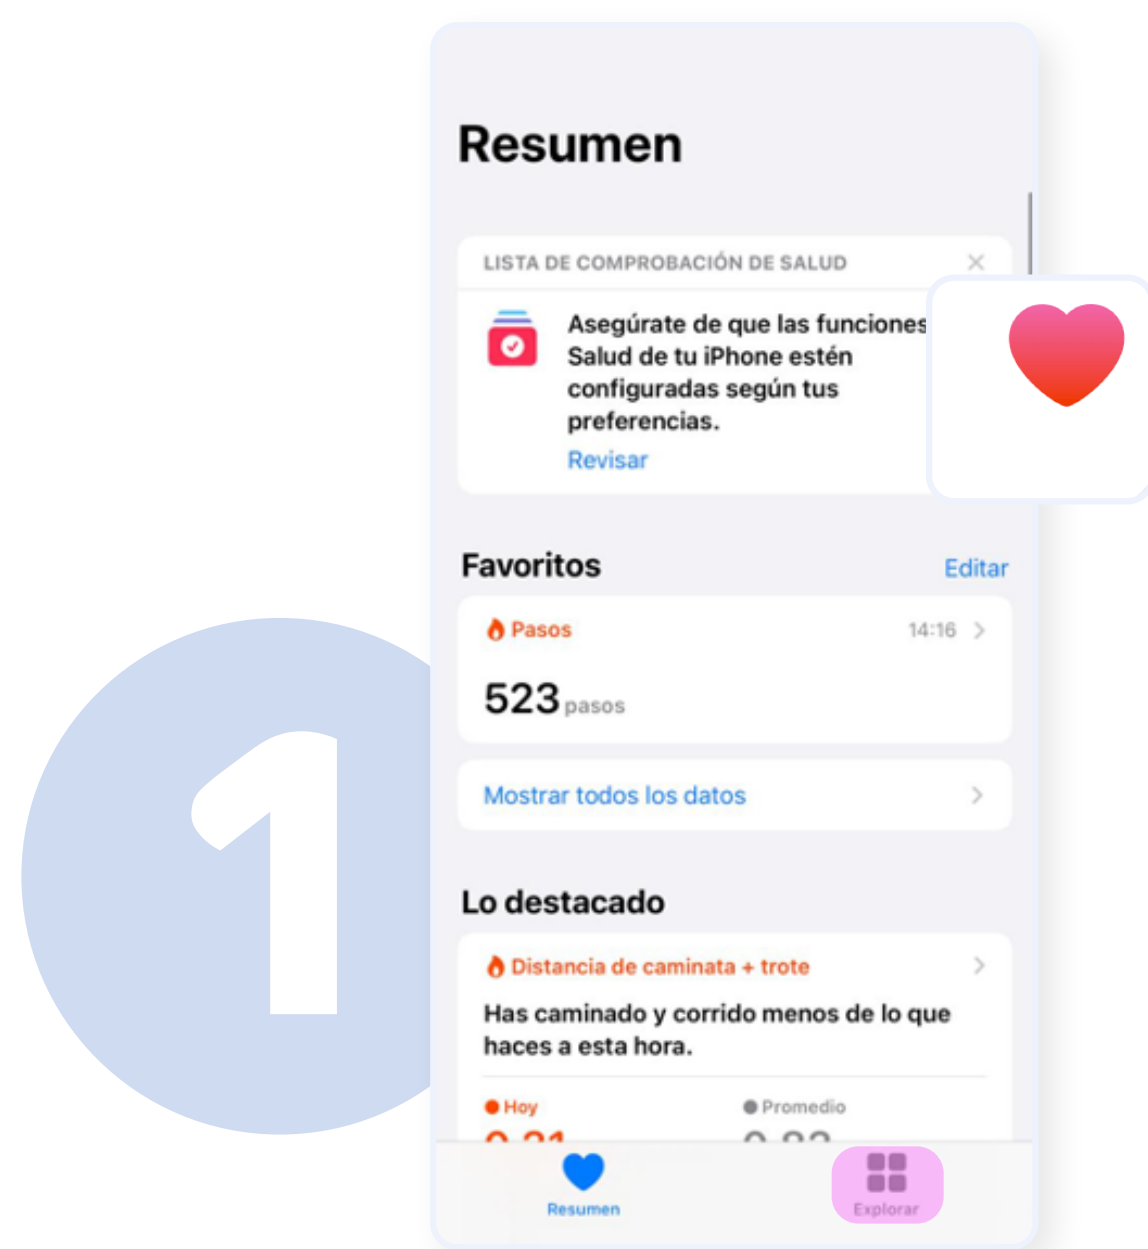 Resumen
LISTA DE COMPROBACIÓN DE SALUD
Asegúrate de que las funciones
Salud de tu iPhone estén
configuradas según tus
preferencias.
Revisar
Favoritos
Editar
Pasos
14:16
523 pasos
Mostrar todos los datos
Lo destacado
Distancia de caminata + trote
Has caminado y corrido menos de lo que
haces a esta hora.
Hoy
Promedio
1
Resumen
Explorar